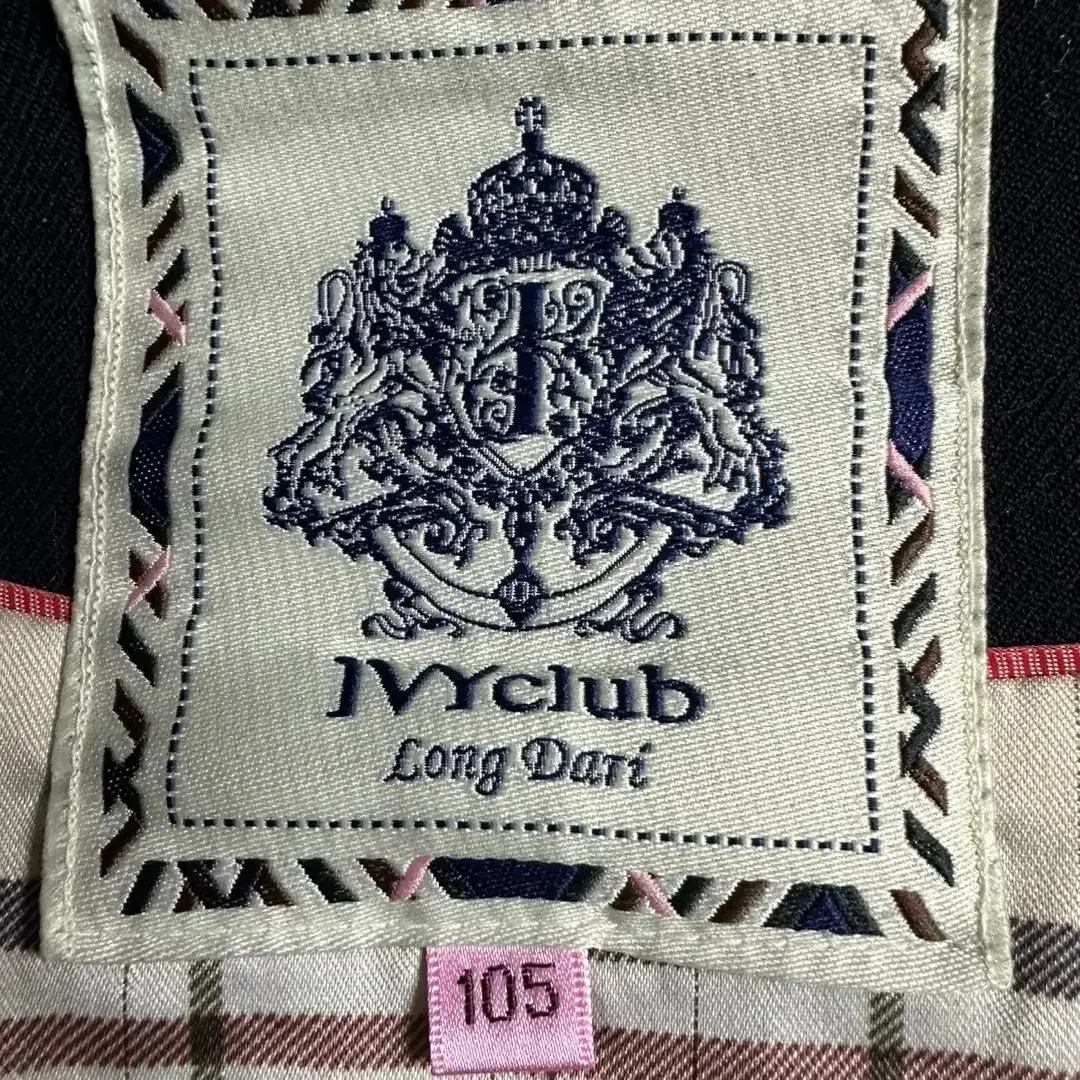 I
IVYclub
Long Dari
105